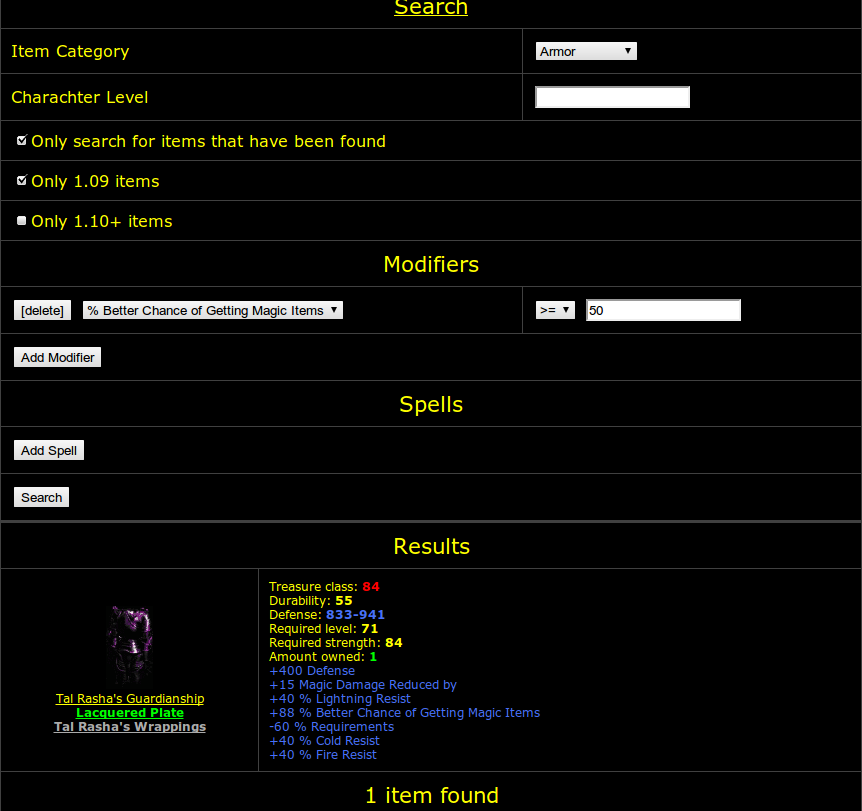 Search
Item Category
Armor
Charachter Level
Only search for items that have been found
Only 1.09 items
Only 1.10+ items
Modifiers
[delete] % Better Chance of Getting Magic Items >= 50
Add Modifier
Spells
Add Spell
Search
Results
Tal Rasha's Guardianship
Lacquered Plate
Tal Rasha's Wrappings
Treasure class: 84
Durability: 55
Defense: 833-941
Required level: 71
Required strength: 84
Amount owned: 1
+400 Defense
+15 Magic Damage Reduced by
+40 % Lightning Resist
+88 % Better Chance of Getting Magic Items
-60 % Requirements
+40 % Cold Resist
+40 % Fire Resist
1 item found